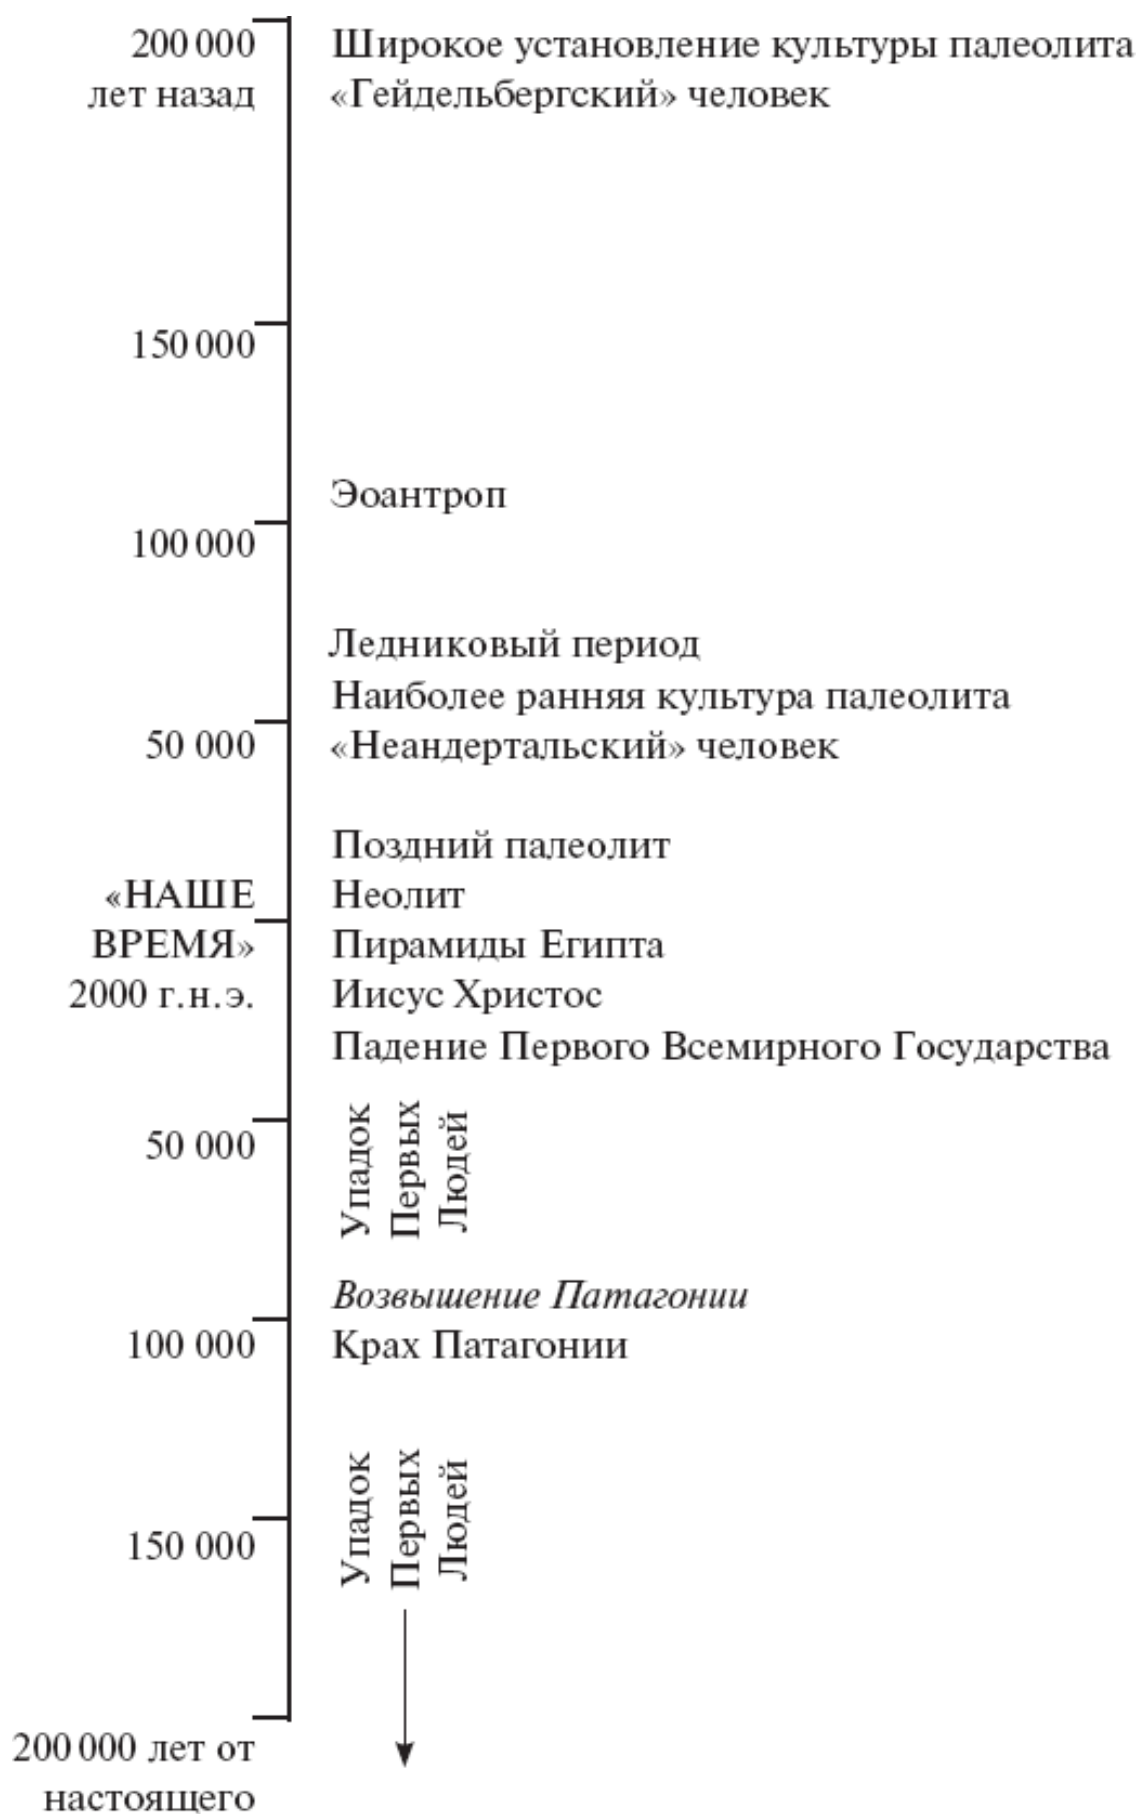 200 000 Широкое установление культуры палеолита
лет назад «Гейдельбергский» человек
150 000
Эоантроп
100 000
Ледниковый период
Наиболее ранняя культура палеолита
50 000 «Неандертальский» человек
Поздний палеолит
«НАШЕ Неолит
ВРЕМЯ» Пирамиды Египта
2000 г.н.э. Иисус Христос
Падение Первого Всемирного Государства
50 000
Упадок
Первых
Людей
Возвышение Патагонии
100 000 Крах Патагонии
150 000
Упадок
Первых
Людей
200 000 лет от
настоящего